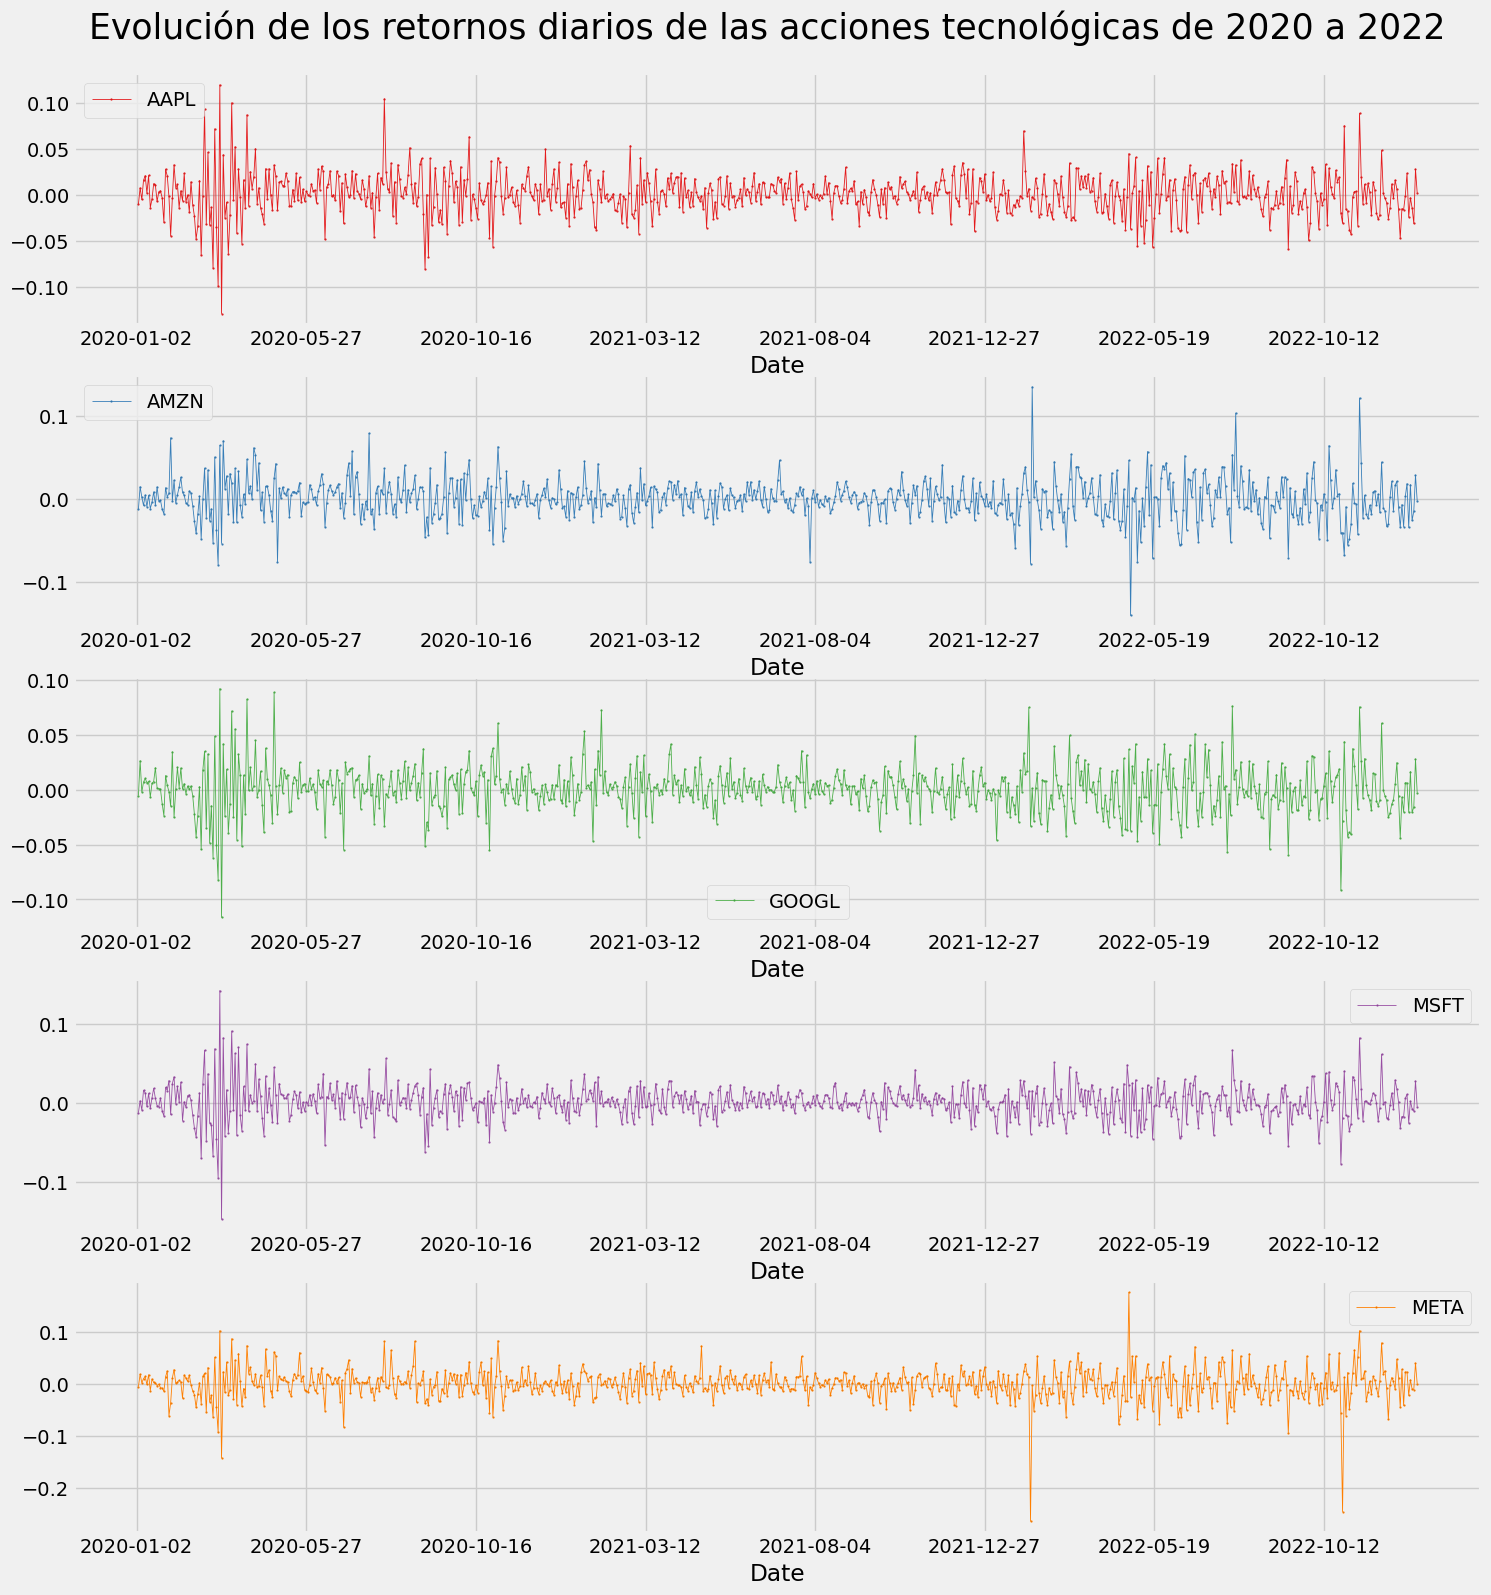 Evolución de los retornos diarios de las acciones tecnológicas de 2020 a 2022
AAPL
0.10
0.05
0.00
−0.05
−0.10
2020-01-02 2020-05-27 2020-10-16 2021-03-12 2021-08-04 2021-12-27 2022-05-19 2022-10-12
Date
AMZN
0.1
0.0
−0.1
2020-01-02 2020-05-27 2020-10-16 2021-03-12 2021-08-04 2021-12-27 2022-05-19 2022-10-12
Date
0.10
0.05
0.00
−0.05
−0.10
GOOGL
2020-01-02 2020-05-27 2020-10-16 2021-03-12 2021-08-04 2021-12-27 2022-05-19 2022-10-12
Date
MSFT
0.1
0.0
−0.1
2020-01-02 2020-05-27 2020-10-16 2021-03-12 2021-08-04 2021-12-27 2022-05-19 2022-10-12
Date
META
0.1
0.0
−0.1
−0.2
2020-01-02 2020-05-27 2020-10-16 2021-03-12 2021-08-04 2021-12-27 2022-05-19 2022-10-12
Date